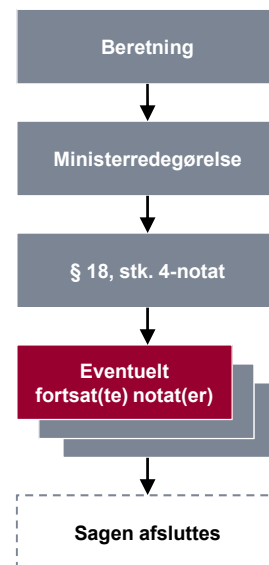 Beretning
Ministerredegørelse
§ 18, stk. 4-notat
Eventuelt
fortsat(te) notat(er)
Sagen afsluttes